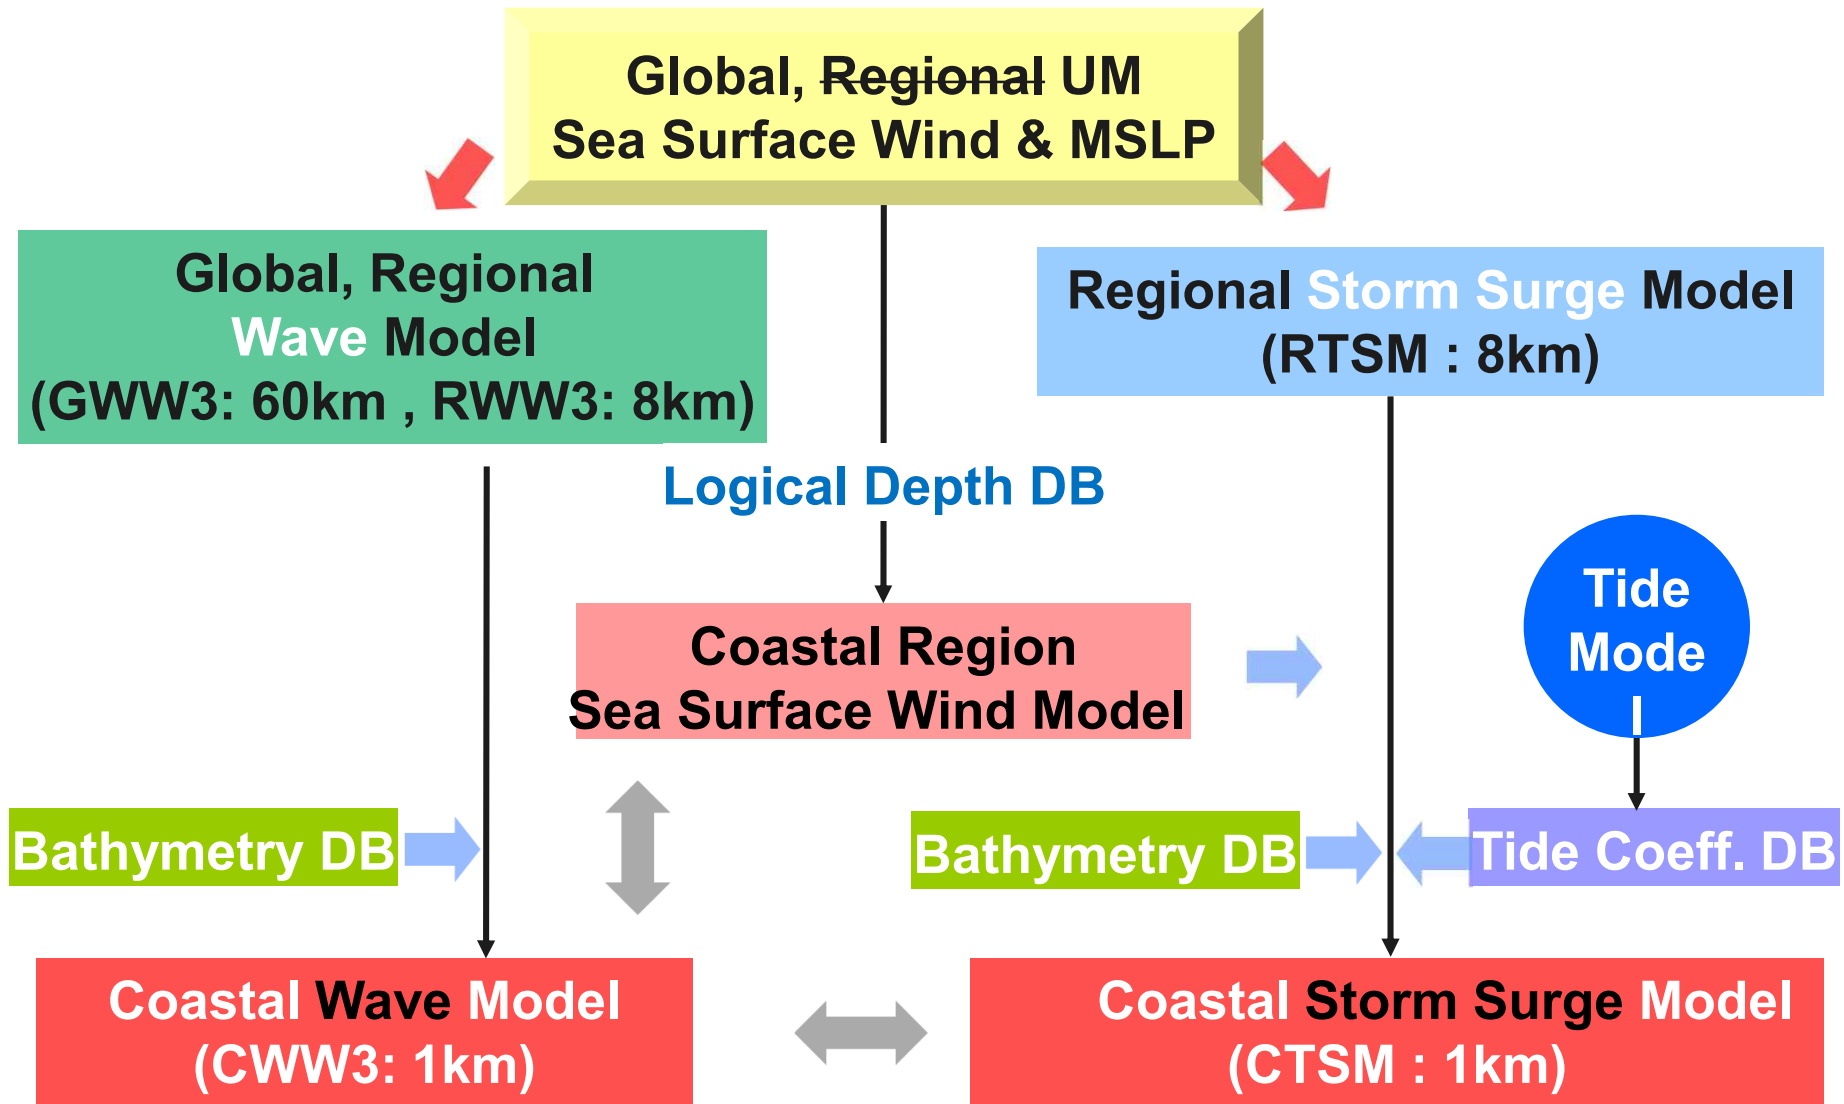 Global, Regional UM
Sea Surface Wind & MSLP
Global, Regional
Wave Model
(GWW3: 60km , RWW3: 8km)
Regional Storm Surge Model
(RTSM : 8km)
Logical Depth DB
Coastal Region
Sea Surface Wind Model
Tide
Mode
l
Bathymetry DB
Bathymetry DB
Tide Coeff. DB
Coastal Wave Model
(CWW3: 1km)
Coastal Storm Surge Model
(CTSM : 1km)